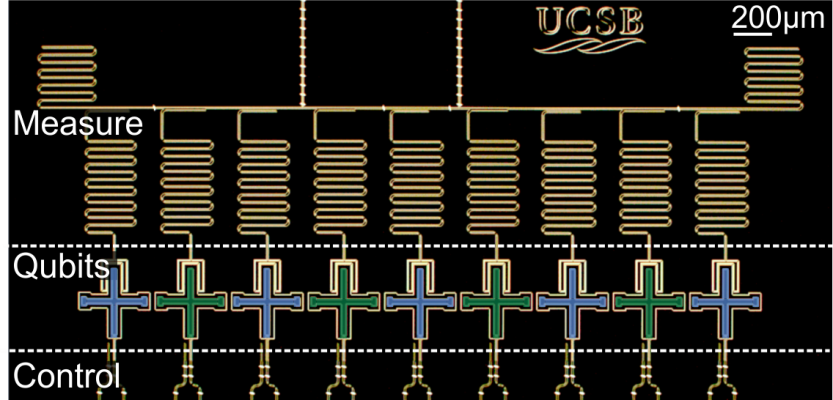 UCSB
200μm
Measure
Qubits
Control